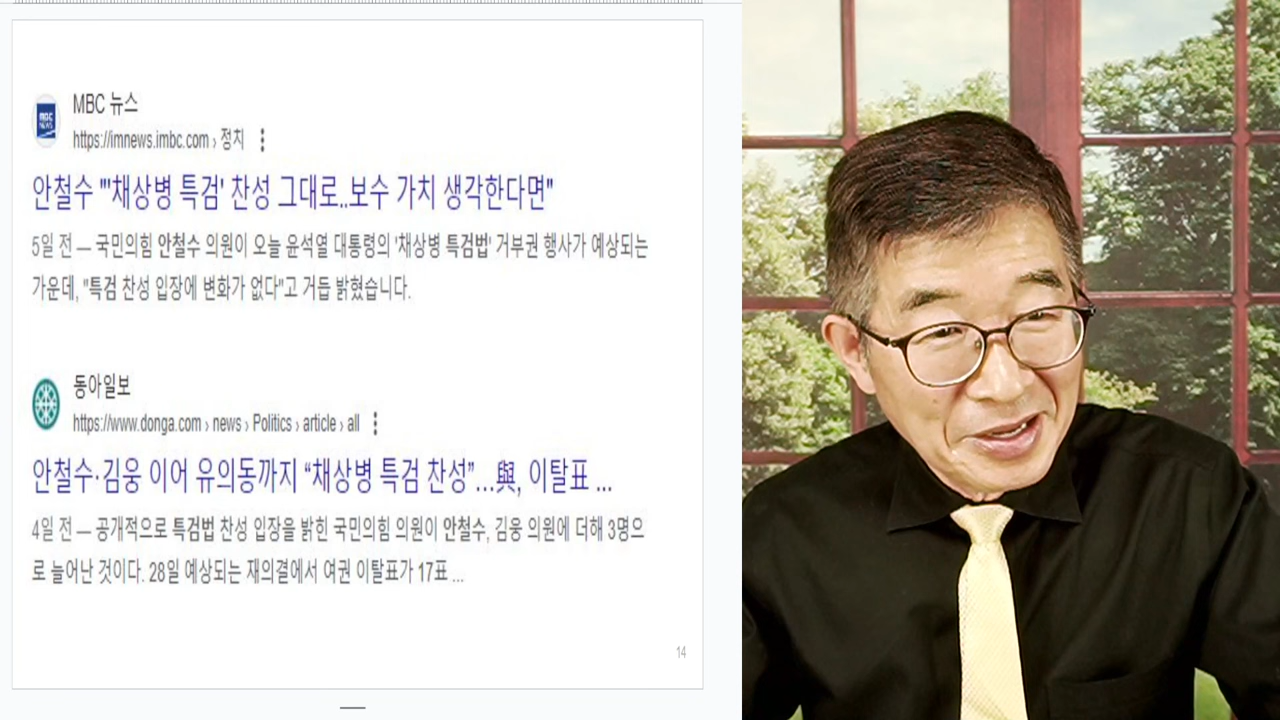 MBC 뉴스
https://imnews.imbc.com › 정치
안철수 "'채상병 특검' 찬성 그대로..보수 가치 생각한다면"
5일 전 — 국민의힘 안철수 의원이 오늘 윤석열 대통령의 '채상병 특검법' 거부권 행사가 예상되는
가운데, "특검 찬성 입장에 변화가 없다"고 거듭 밝혔습니다.
동아일보
https://www.donga.com › news › Politics › article › all
안철수·김웅 이어 유의동까지 “채상병 특검 찬성”…與, 이탈표 ...
4일 전 — 공개적으로 특검법 찬성 입장을 밝힌 국민의힘 의원이 안철수, 김웅 의원에 더해 3명으
로 늘어난 것이다. 28일 예상되는 재의결에서 여권 이탈표가 17표 ...
14